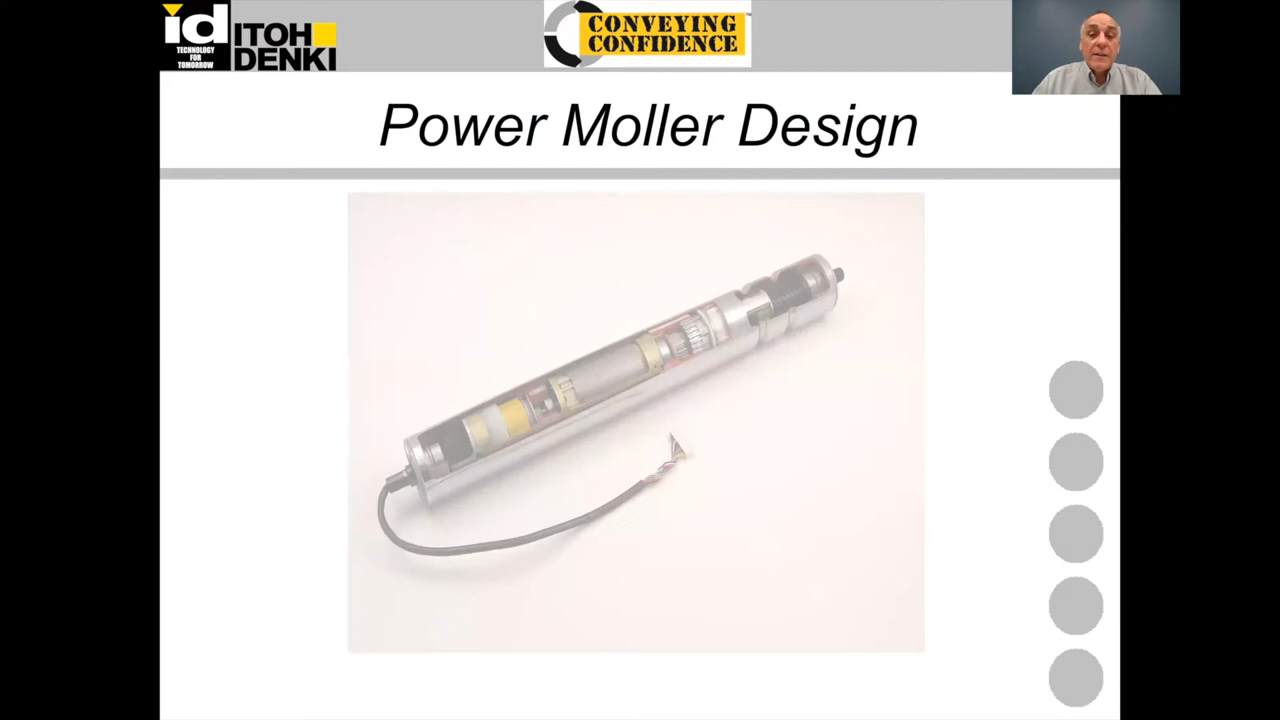 id
TECHNOLOGY
FOR
TOMORROW
ITOH
DENKI
CONVEYING
CONFIDENCE
Power Moller Design